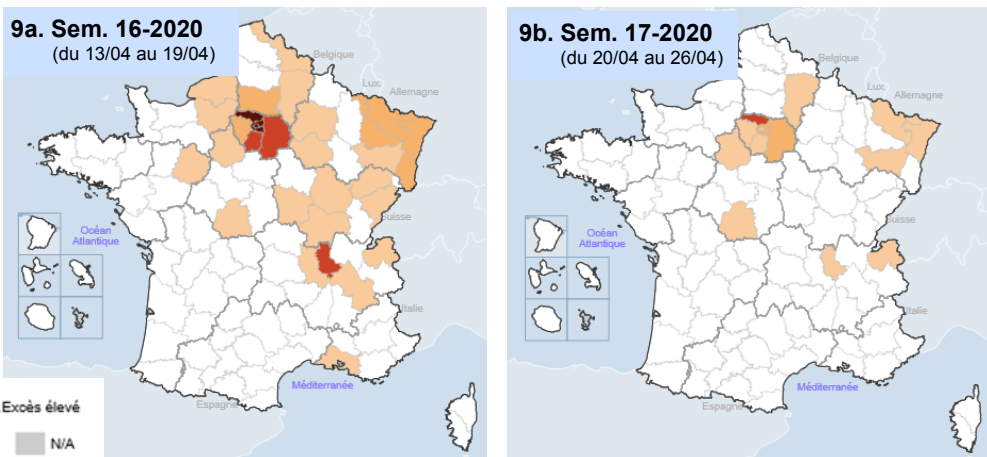 9a. Sem. 16-2020
(du 13/04 au 19/04)
Belgique
Lux.
Allemagne
Suisse
Océan
Atlantique
Italie
Méditerranée
Espagne
Excès élevé
N/A
9b. Sem. 17-2020
(du 20/04 au 26/04)
Belgique
Lux.
Allemagne
Suisse
Océan
Atlantique
Italie
Méditerranée
Espagne